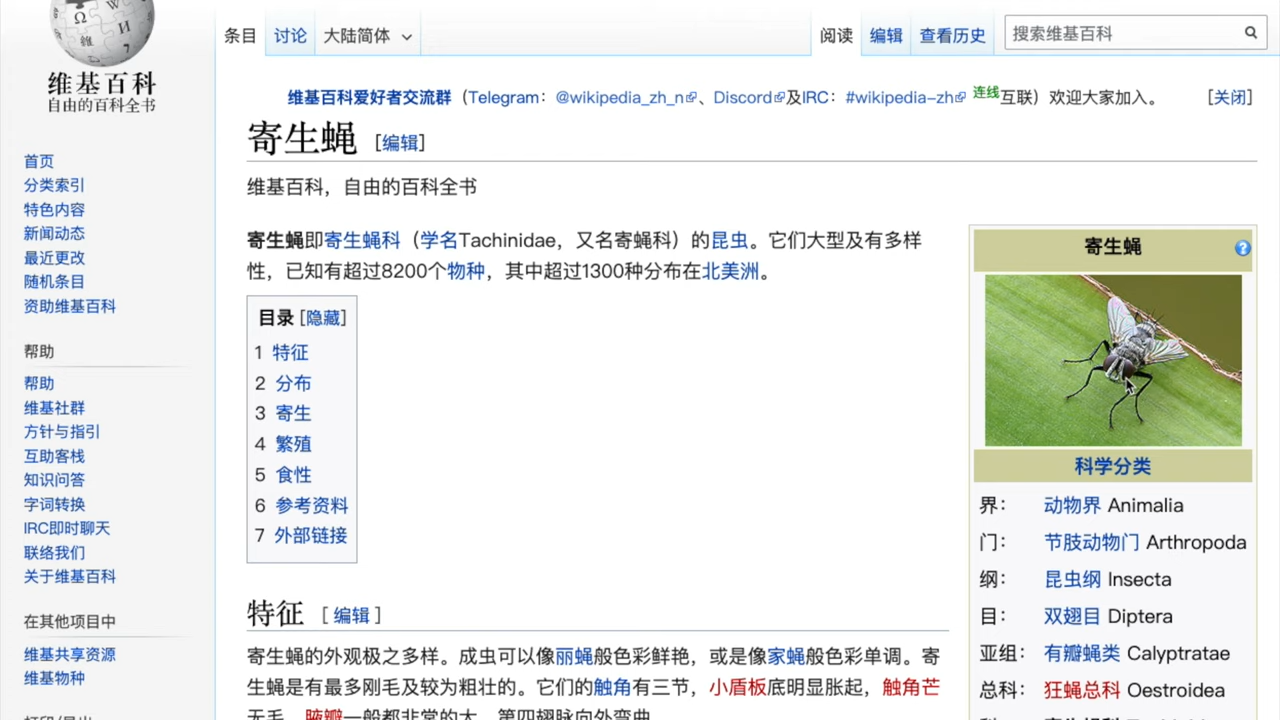 维基百科
自由的百科全书
条目 讨论 大陆简体
阅读 编辑 查看历史 搜索维基百科
首页
分类索引
特色内容
新闻动态
最近更改
随机条目
资助维基百科
帮助
帮助
维基社群
方针与指引
互助客栈
知识问答
字词转换
IRC即时聊天
联络我们
关于维基百科
在其他项目中
维基共享资源
维基物种
维基百科爱好者交流群（Telegram：@wikipedia_zh_n、Discord及IRC：#wikipedia-zh 连线互联）欢迎大家加入。 [关闭]
寄生蝇 [编辑]
维基百科，自由的百科全书
寄生蝇即寄生蝇科（学名Tachinidae，又名寄蝇科）的昆虫。它们大型及有多样
性，已知有超过8200个物种，其中超过1300种分布在北美洲。
目录 [隐藏]
1 特征
2 分布
3 寄生
4 繁殖
5 食性
6 参考资料
7 外部链接
特征 [编辑]
寄生蝇的外观极之多样。成虫可以像丽蝇般色彩鲜艳，或是像家蝇般色彩单调。寄
生蝇是有最多刚毛及较为粗壮的。它们的触角有三节，小盾板底明显胀起，触角芒
无毛，腋瓣一般都非常的大，第四翅脉向外弯曲。
寄生蝇
科学分类
界： 动物界 Animalia
门： 节肢动物门 Arthropoda
纲： 昆虫纲 Insecta
目： 双翅目 Diptera
亚组： 有瓣蝇类 Calyptratae
总科： 狂蝇总科 Oestroidea